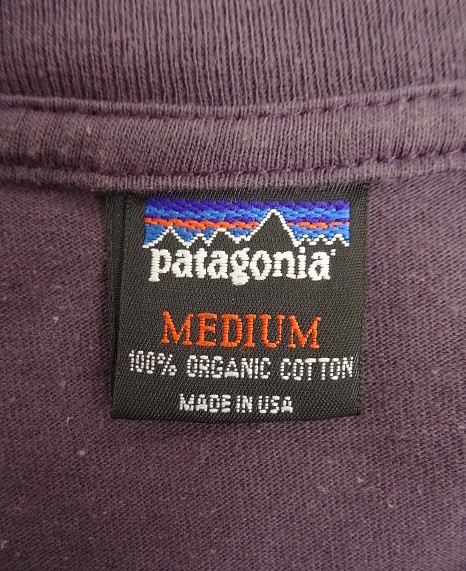 patagonia
MEDIUM
100% ORGANIC COTTON
MADE IN USA